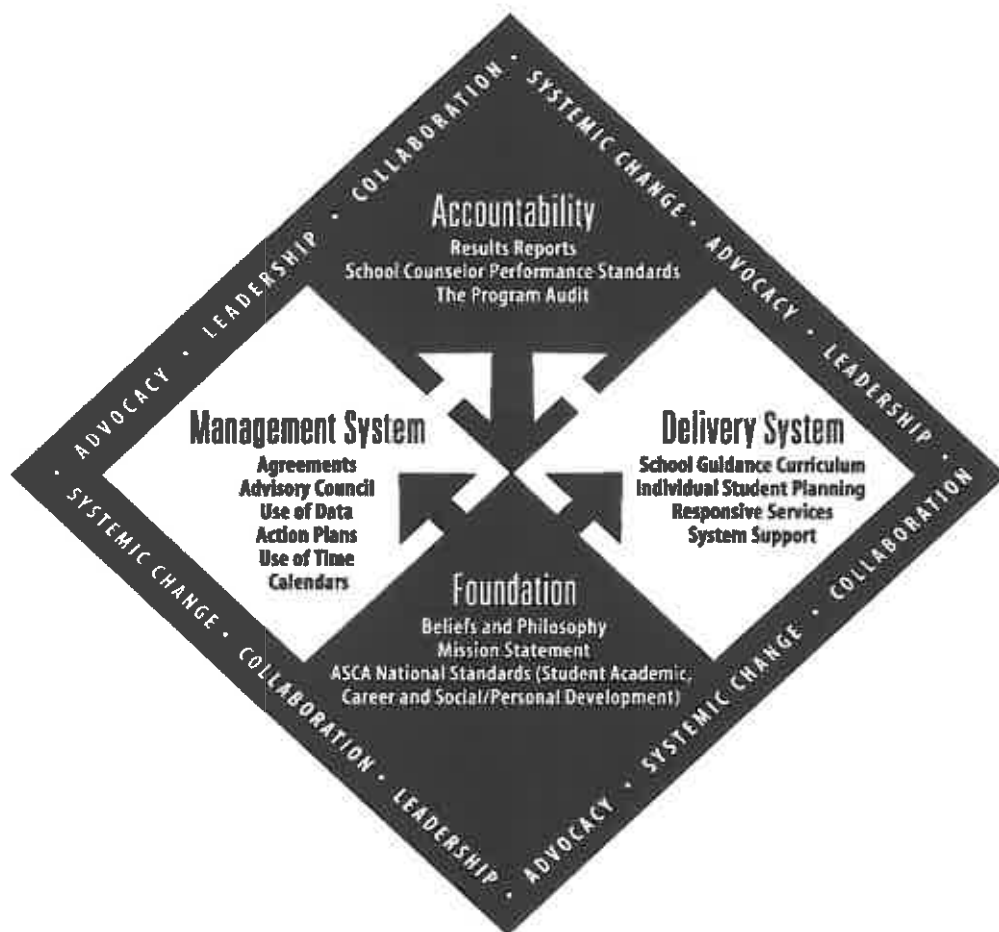 ADVOCACY • LEADERSHIP • COLLABORATION •
SYSTEMIC CHANGE • ADVOCACY • LEADERSHIP •
Accountability
Results Reports
School Counselor Performance Standards
The Program Audit
Management System
Agreements
Advisory Council
Use of Data
Action Plans
Use of Time
Calendars
Delivery System
School Guidance Curriculum
Individual Student Planning
Responsive Services
System Support
Foundation
Beliefs and Philosophy
Mission Statement
ASCA National Standards (Student Academic,
Career and Social/Personal Development)
• SYSTEMIC CHANGE • COLLABORATION • LEADERSHIP •
ADVOCACY • SYSTEMIC CHANGE • COLLABORATION